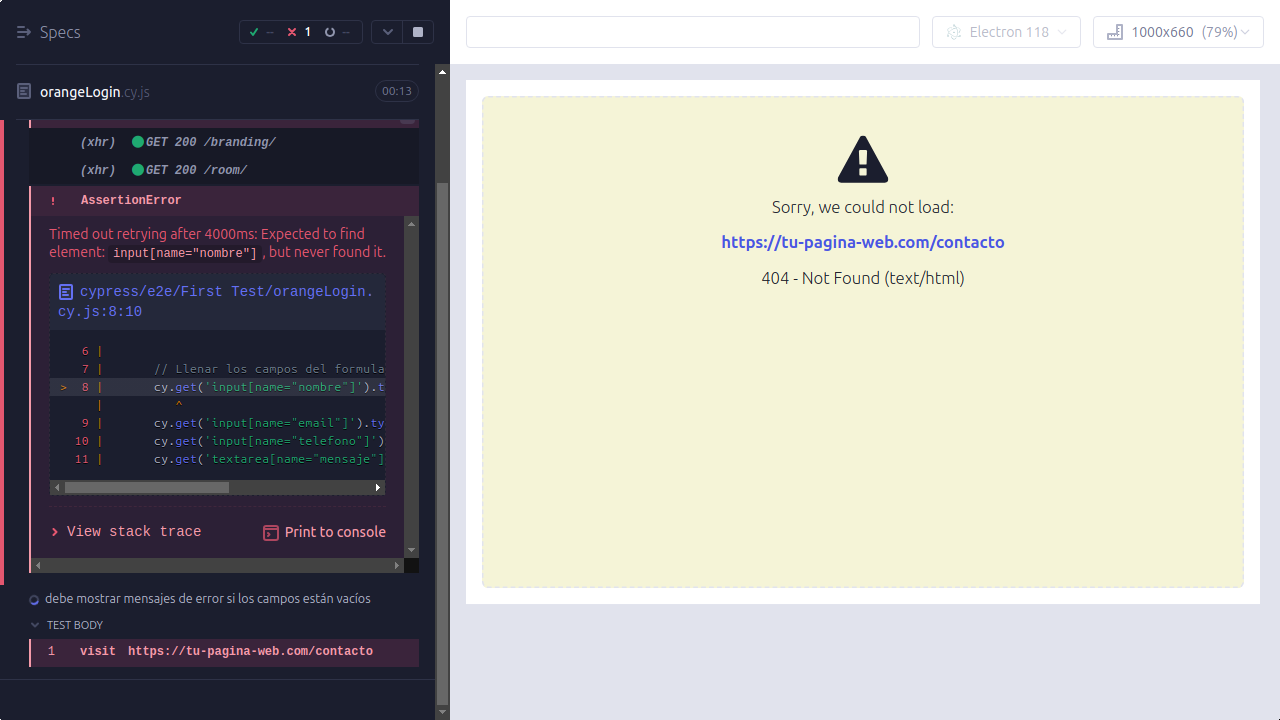 Specs
-- 1 --
Electron 118
1000x660 (79%)
orangeLogin.cy.js
00:13
(xhr) GET 200 /branding/
(xhr) GET 200 /room/
! AssertionError
Timed out retrying after 4000ms: Expected to find
element: input[name="nombre"], but never found it.
cypress/e2e/First Test/orangeLogin.
cy.js:8:10
6 |
7 | // Llenar los campos del formula
> 8 | cy.get('input[name="nombre"]').t
| ^
9 | cy.get('input[name="email"]').ty
10 | cy.get('input[name="telefono"]')
11 | cy.get('textarea[name="mensaje"]
View stack trace
Print to console
debe mostrar mensajes de error si los campos están vacíos
TEST BODY
1 visit https://tu-pagina-web.com/contacto
Sorry, we could not load:
https://tu-pagina-web.com/contacto
404 - Not Found (text/html)